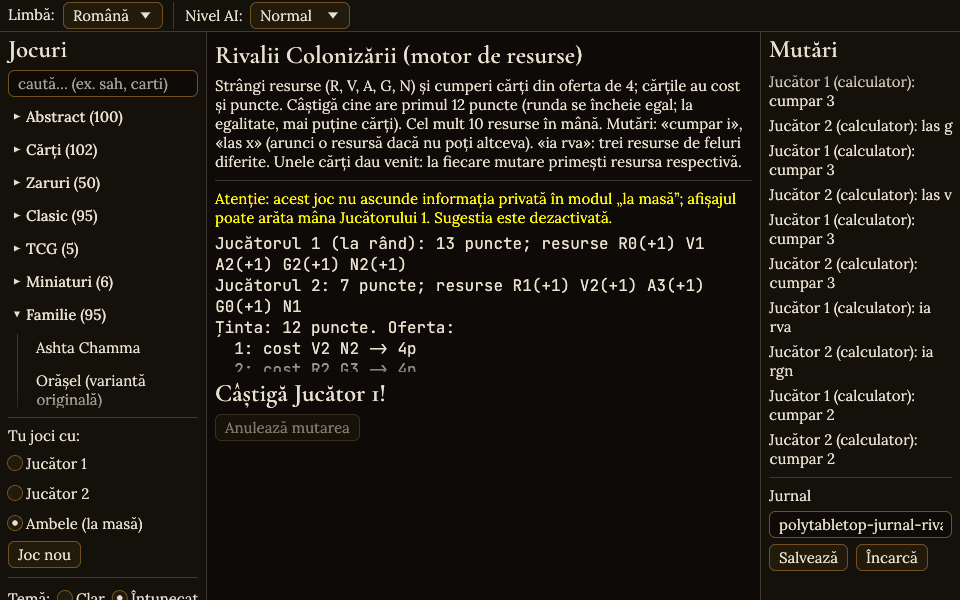 Limbă: Română ▼ Nivel AI: Normal ▼
Jocuri
caută... (ex. sah, carti)
▸ Abstract (100)
▸ Cărți (102)
▸ Zaruri (50)
▸ Clasic (95)
▸ TCG (5)
▸ Miniaturi (6)
▾ Familie (95)
Ashta Chamma
Orășel (variantă
originală)
Tu joci cu:
Jucător 1
Jucător 2
Ambele (la masă)
Joc nou
Temă: Clar Întunecat
Rivalii Colonizării (motor de resurse)
Strângi resurse (R, V, A, G, N) și cumperi cărți din oferta de 4; cărțile au cost
și puncte. Câștigă cine are primul 12 puncte (runda se încheie egal; la
egalitate, mai puține cărți). Cel mult 10 resurse în mână. Mutări: «cumpar i»,
«las x» (arunci o resursă dacă nu poți altceva). «ia rva»: trei resurse de feluri
diferite. Unele cărți dau venit: la fiecare mutare primești resursa respectivă.
Atenție: acest joc nu ascunde informația privată în modul „la masă”; afișajul
poate arăta mâna Jucătorului 1. Sugestia este dezactivată.
Jucătorul 1 (la rând): 13 puncte; resurse R0(+1) V1
A2(+1) G2(+1) N2(+1)
Jucătorul 2: 7 puncte; resurse R1(+1) V2(+1) A3(+1)
G0(+1) N1
Ținta: 12 puncte. Oferta:
1: cost V2 N2 → 4p
2: cost R2 G3 → 4p
Câștigă Jucător 1!
Anulează mutarea
Mutări
Jucător 1 (calculator):
cumpar 3
Jucător 2 (calculator): las g
Jucător 1 (calculator):
cumpar 3
Jucător 2 (calculator): las v
Jucător 1 (calculator):
cumpar 3
Jucător 2 (calculator):
cumpar 3
Jucător 1 (calculator): ia
rva
Jucător 2 (calculator): ia
rgn
Jucător 1 (calculator):
cumpar 2
Jucător 2 (calculator):
cumpar 2
Jurnal
polytabletop-jurnal-riva
Salvează Încarcă